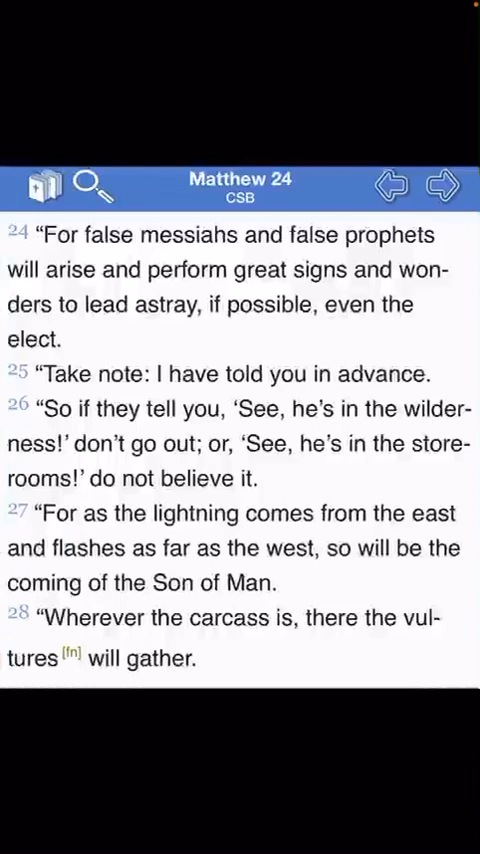 Matthew 24
CSB
24 “For false messiahs and false prophets
will arise and perform great signs and won-
ders to lead astray, if possible, even the
elect.
25 “Take note: I have told you in advance.
26 “So if they tell you, ‘See, he’s in the wilder-
ness!’ don’t go out; or, ‘See, he’s in the store-
rooms!’ do not believe it.
27 “For as the lightning comes from the east
and flashes as far as the west, so will be the
coming of the Son of Man.
28 “Wherever the carcass is, there the vul-
tures [fn] will gather.